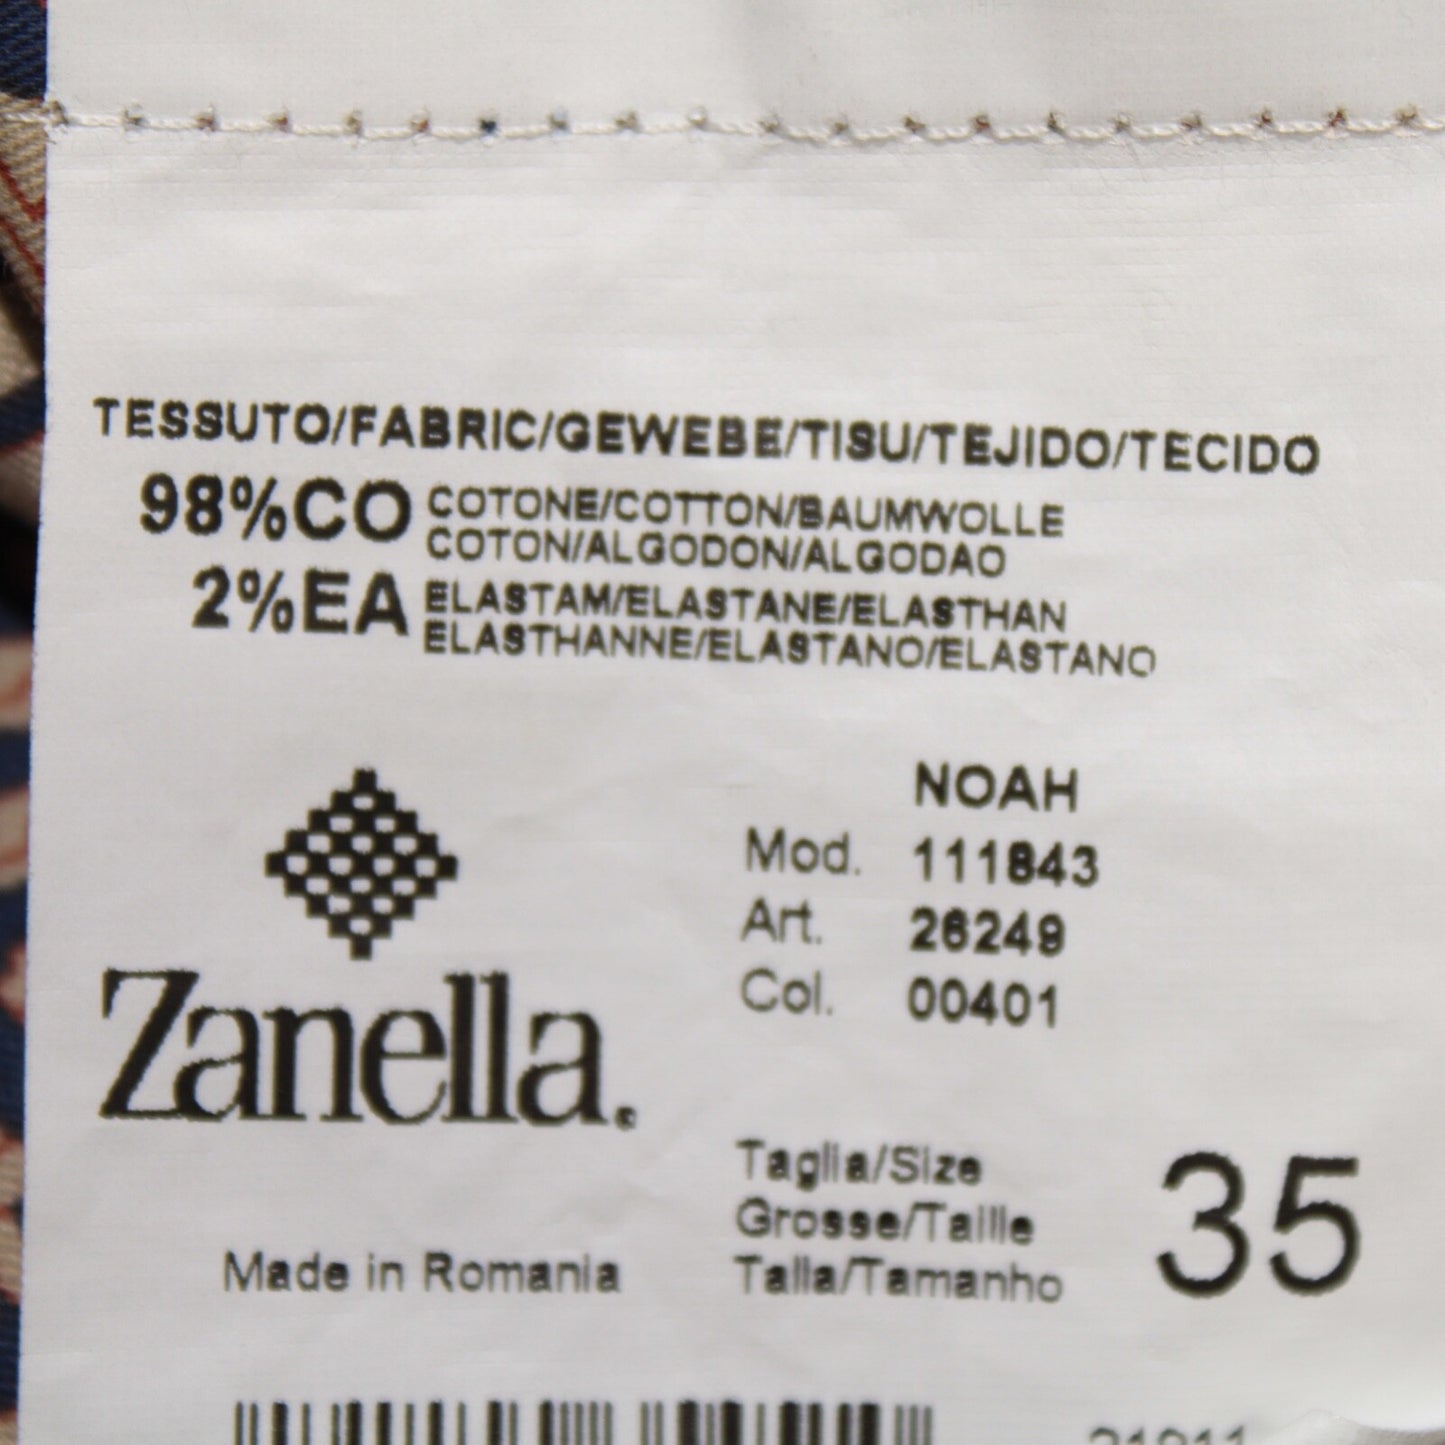 TESSUTO/FABRIC/GEWEBE/TISU/TEJIDO/TECIDO
98%CO COTONE/COTTON/BAUMWOLLE
COTON/ALGODON/ALGODAO
2%EA ELASTAM/ELASTANE/ELASTHAN
ELASTHANNE/ELASTANO/ELASTANO
NOAH
Mod. 111843
Art. 26249
Col. 00401
Zanella.
Taglia/Size
Grosse/Taille
Talla/Tamanho
35
Made in Romania